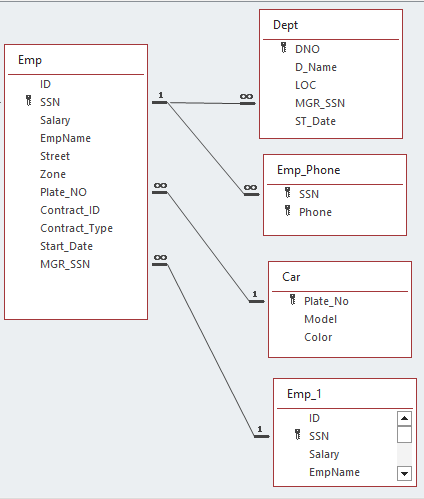 Emp
ID
SSN
Salary
EmpName
Street
Zone
Plate_NO
Contract_ID
Contract_Type
Start_Date
MGR_SSN
1
∞
∞
Dept
DNO
D_Name
LOC
MGR_SSN
ST_Date
∞
Emp_Phone
SSN
Phone
∞
Car
Plate_No
Model
Color
1
Emp_1
ID
SSN
Salary
EmpName
1